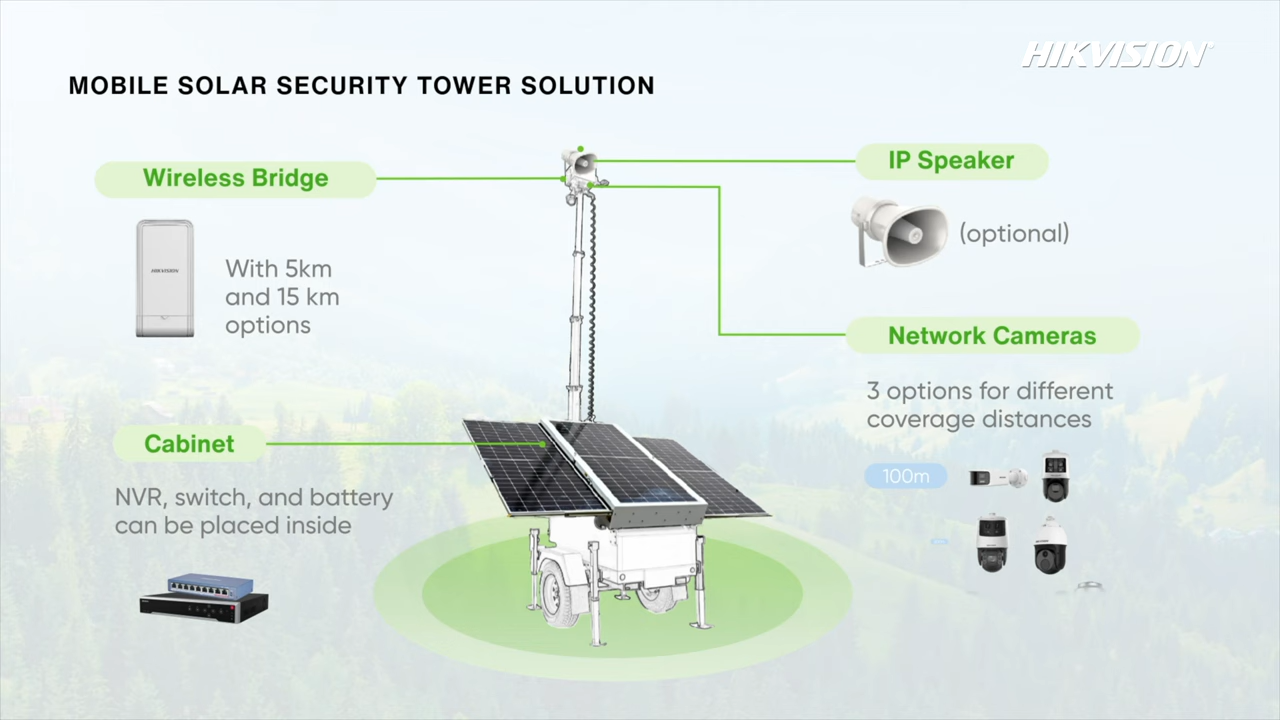 HIKVISION
MOBILE SOLAR SECURITY TOWER SOLUTION
Wireless Bridge
HIKVISION
With 5km
and 15 km
options
IP Speaker
(optional)
Network Cameras
3 options for different
coverage distances
100m
Cabinet
NVR, switch, and battery
can be placed inside